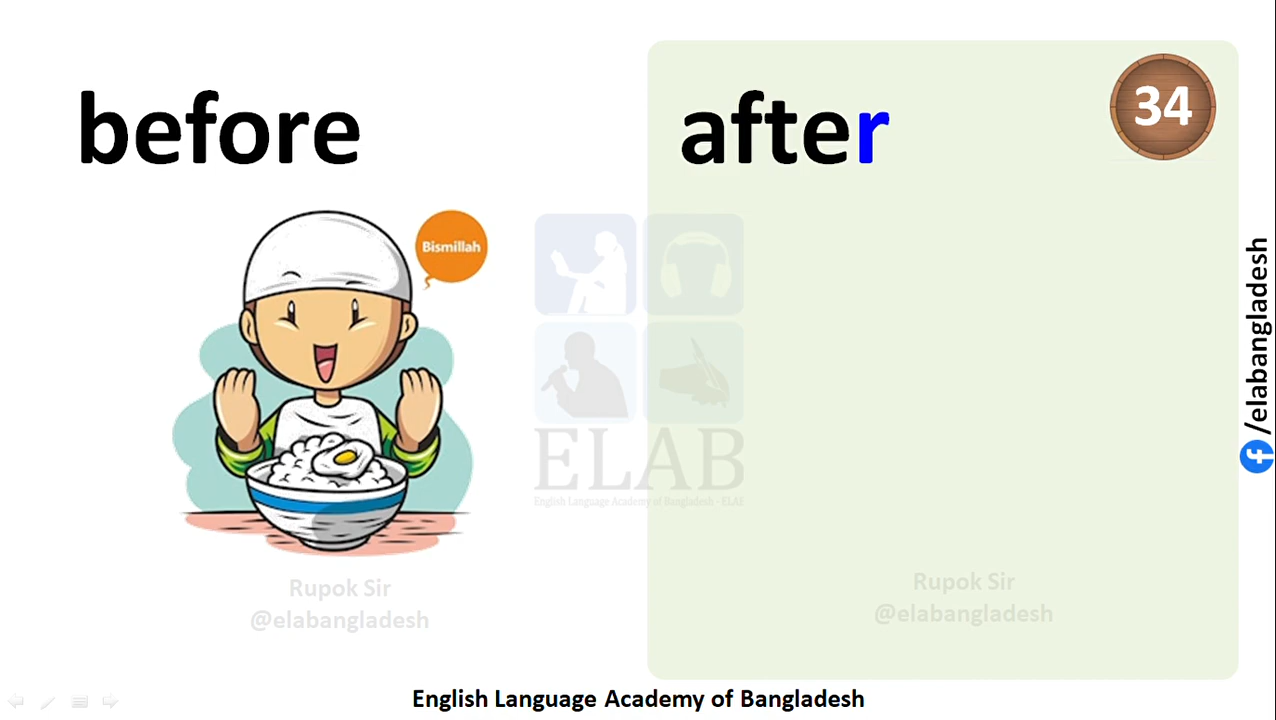 before
after
34
Bismillah
ELAB
English Language Academy of Bangladesh - ELAB
/elabangladesh
Rupok Sir
@elabangladesh
Rupok Sir
@elabangladesh
English Language Academy of Bangladesh